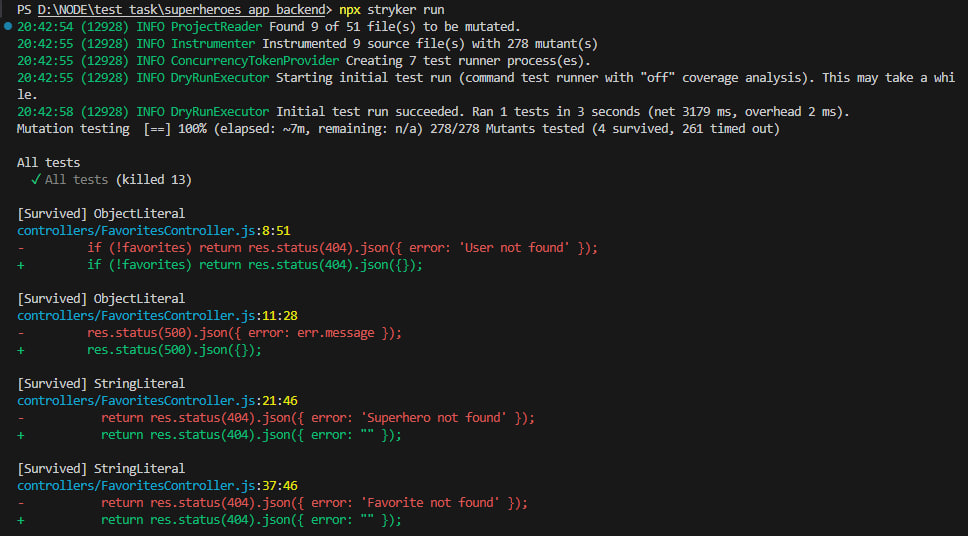 PS D:\NODE\test_task\superheroes_app_backend> npx stryker run
20:42:54 (12928) INFO ProjectReader Found 9 of 51 file(s) to be mutated.
20:42:55 (12928) INFO Instrumenter Instrumented 9 source file(s) with 278 mutant(s)
20:42:55 (12928) INFO ConcurrencyTokenProvider Creating 7 test runner process(es).
20:42:55 (12928) INFO DryRunExecutor Starting initial test run (command test runner with "off" coverage analysis). This may take a whi
le.
20:42:58 (12928) INFO DryRunExecutor Initial test run succeeded. Ran 1 tests in 3 seconds (net 3179 ms, overhead 2 ms).
Mutation testing  [==] 100% (elapsed: ~7m, remaining: n/a) 278/278 Mutants tested (4 survived, 261 timed out)
All tests
✓ All tests (killed 13)
[Survived] ObjectLiteral
controllers/FavoritesController.js:8:51
-         if (!favorites) return res.status(404).json({ error: 'User not found' });
+         if (!favorites) return res.status(404).json({});
[Survived] ObjectLiteral
controllers/FavoritesController.js:11:28
-         res.status(500).json({ error: err.message });
+         res.status(500).json({});
[Survived] StringLiteral
controllers/FavoritesController.js:21:46
-           return res.status(404).json({ error: 'Superhero not found' });
+           return res.status(404).json({ error: "" });
[Survived] StringLiteral
controllers/FavoritesController.js:37:46
-           return res.status(404).json({ error: 'Favorite not found' });
+           return res.status(404).json({ error: "" });